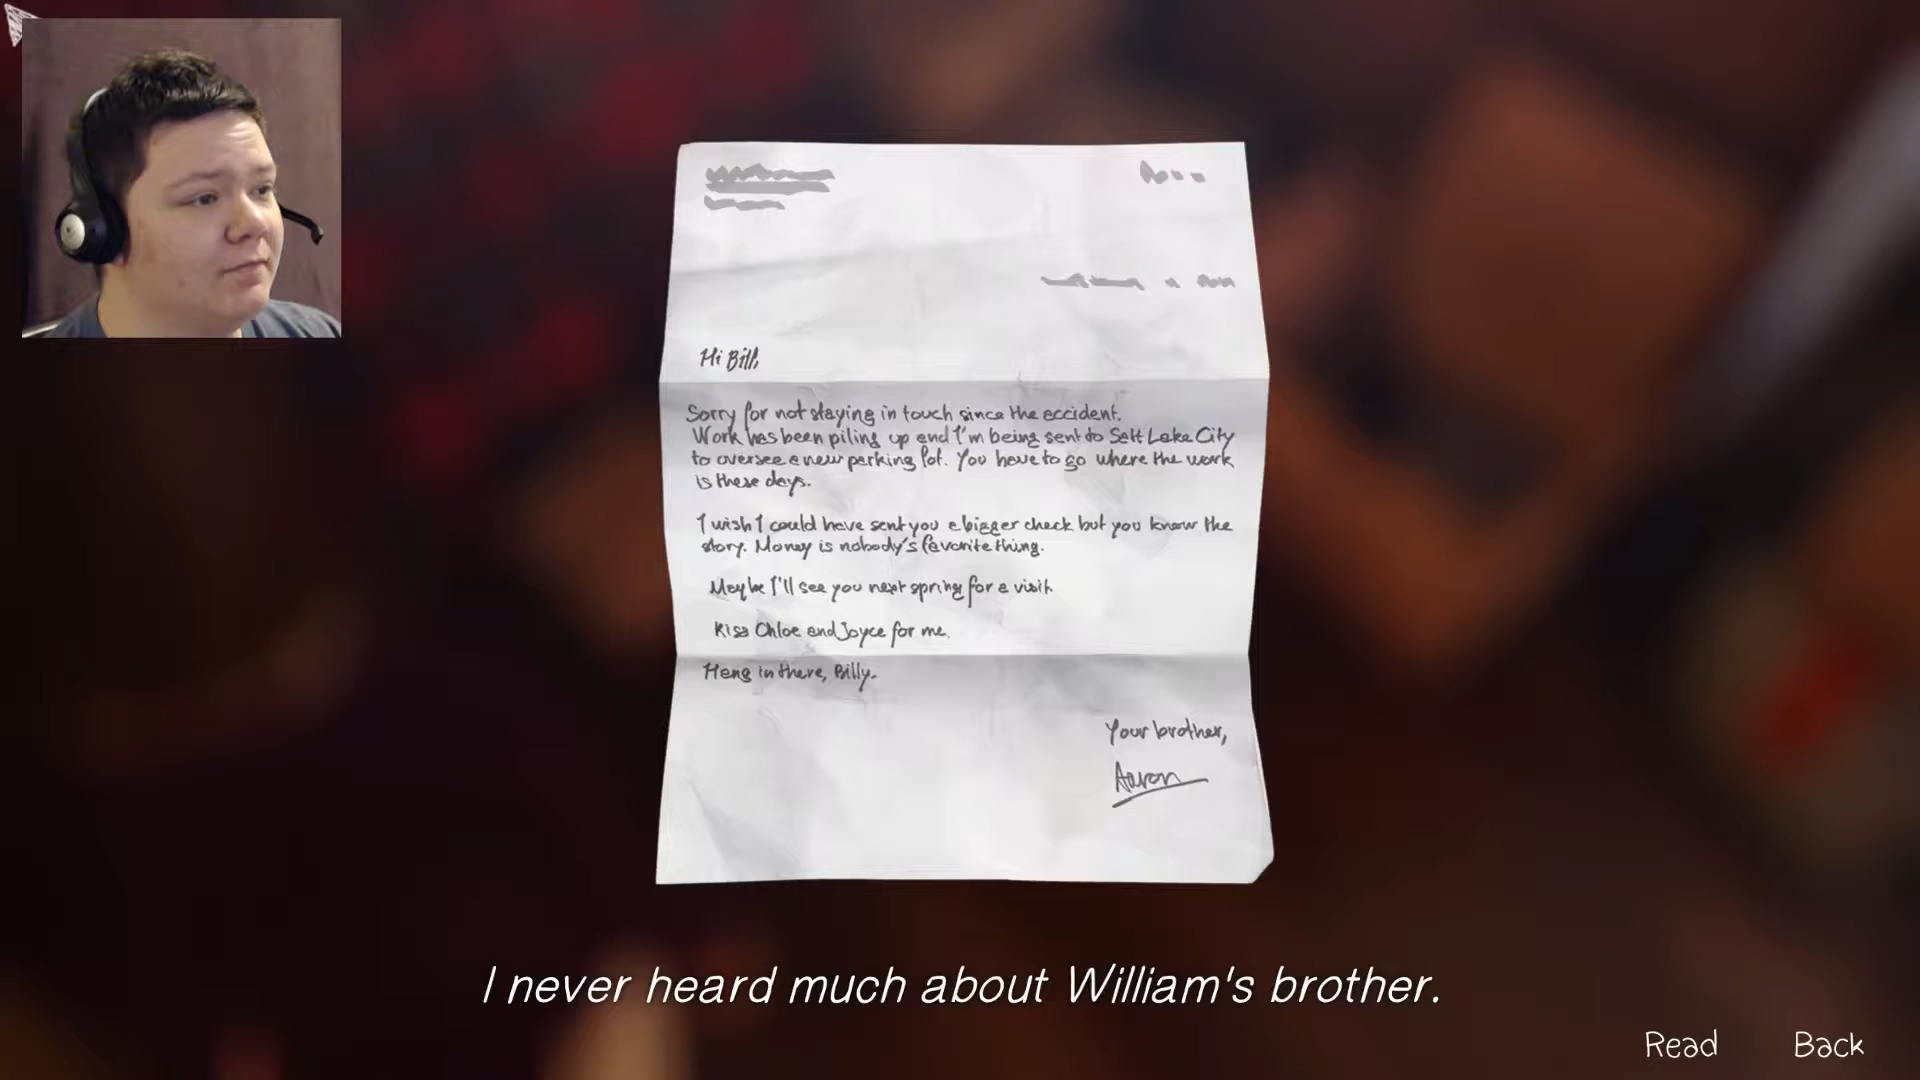 Hi Bill,
Sorry for not staying in touch since the accident.
Work has been piling up and I'm being sent to Salt Lake City
to oversee a new parking lot. You have to go where the work
is these days.
I wish I could have sent you a bigger check but you know the
story. Money is nobody's favorite thing.
Maybe I'll see you next spring for a visit.
Kiss Chloe and Joyce for me.
Hang in there, Billy.
Your brother,
Aaron
I never heard much about William's brother.
Read Back